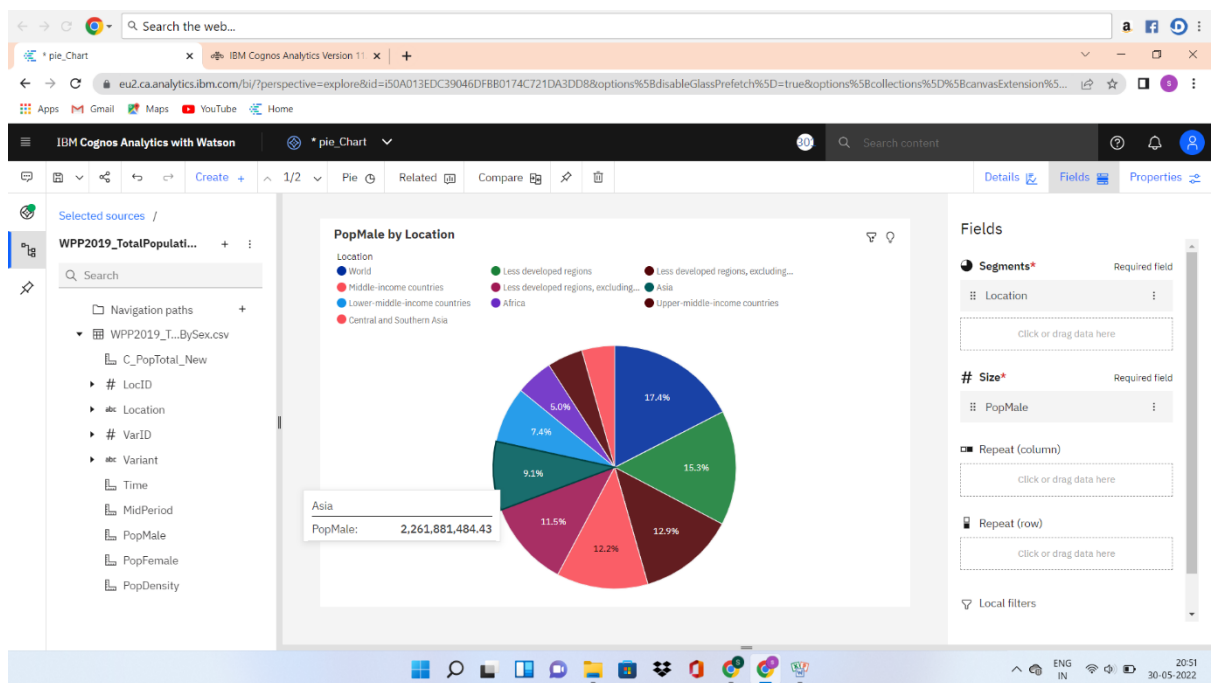 Search the web...
* pie_Chart
IBM Cognos Analytics Version 11
eu2.ca.analytics.ibm.com/bi/?perspective=explore&id=i50A013EDC39046DFBB0174C721DA3DD8&options%5BdisableGlassPrefetch%5D=true&options%5Bcollections%5D%5BcanvasExtension%5...
Apps Gmail Maps YouTube Home
IBM Cognos Analytics with Watson
* pie_Chart
Search content
Create +
1/2
Pie
Related
Compare
Details
Fields
Properties
Selected sources /
WPP2019_TotalPopulati...
Search
Navigation paths
WPP2019_T...BySex.csv
C_PopTotal_New
# LocID
abc Location
# VarID
abc Variant
Time
MidPeriod
PopMale
PopFemale
PopDensity
PopMale by Location
Location
World
Less developed regions
Less developed regions, excluding...
Middle-income countries
Less developed regions, excluding...
Asia
Lower-middle-income countries
Africa
Upper-middle-income countries
Central and Southern Asia
17.4%
15.3%
12.9%
12.2%
11.5%
9.1%
7.4%
5.0%
Asia
PopMale: 2,261,881,484.43
Fields
Segments* Required field
Location
Click or drag data here
# Size* Required field
PopMale
Repeat (column)
Click or drag data here
Repeat (row)
Click or drag data here
Local filters
ENG
IN
20:51
30-05-2022